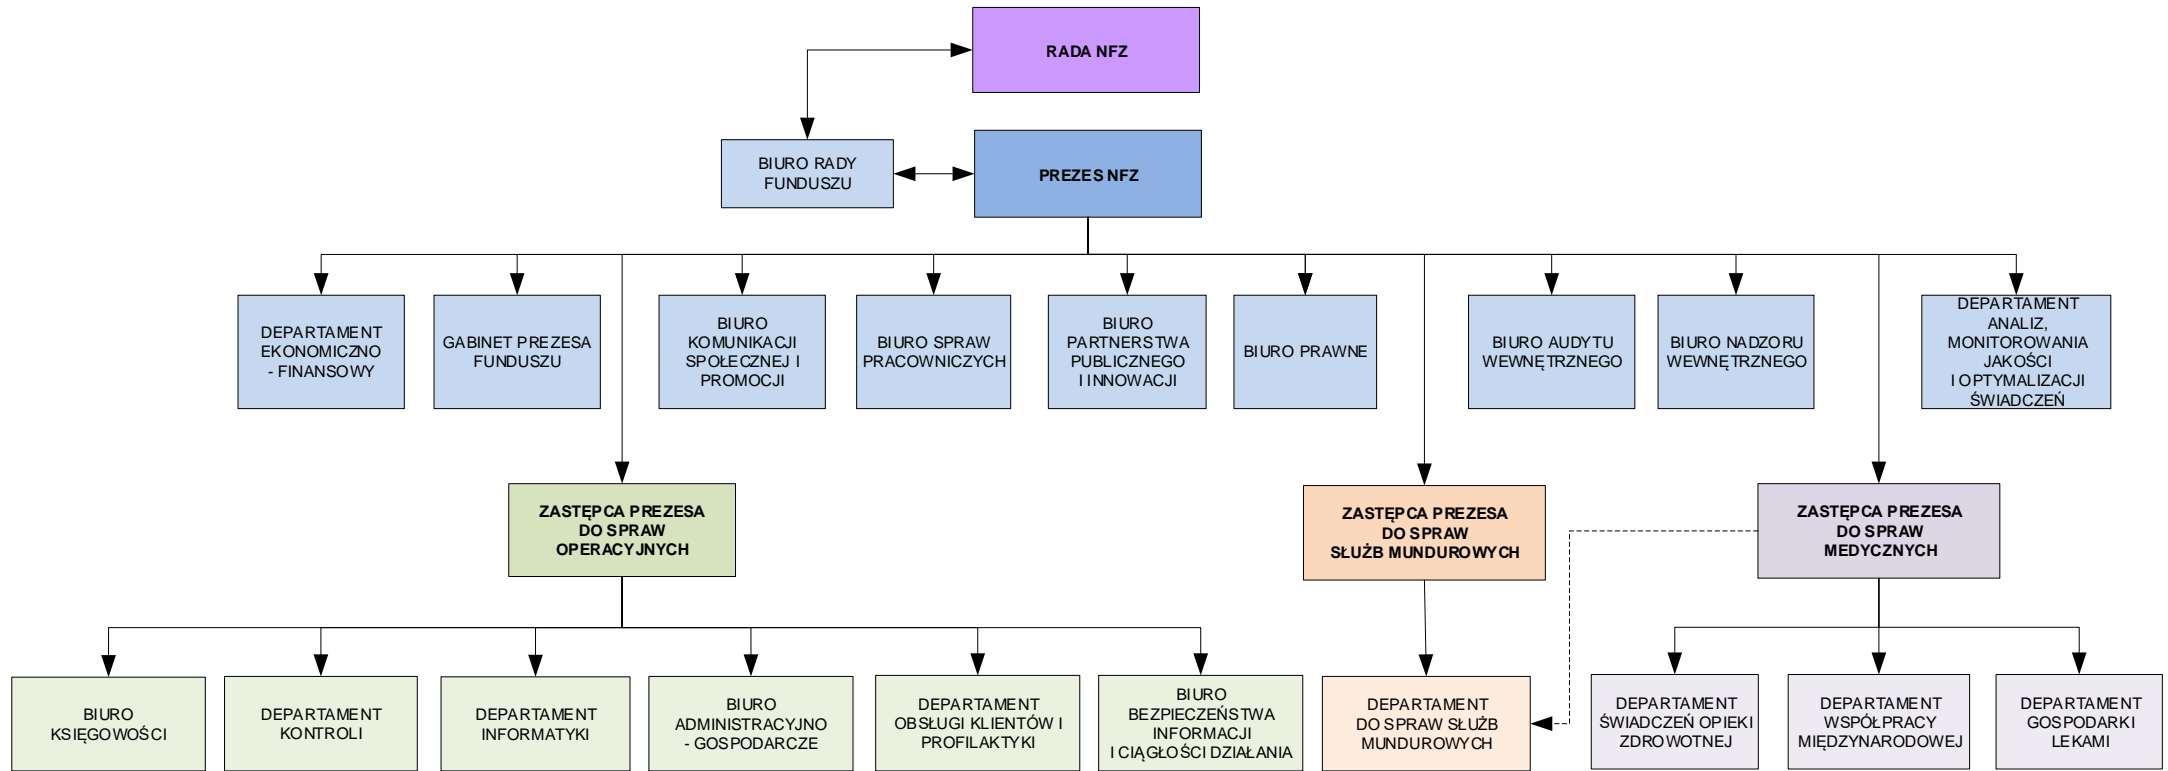 RADA NFZ
BIURO RADY
FUNDUSZU
PREZES NFZ
DEPARTAMENT
EKONOMICZNO
- FINANSOWY
GABINET PREZESA
FUNDUSZU
BIURO
KOMUNIKACJI
SPOŁECZNEJ I
PROMOCJI
BIURO SPRAW
PRACOWNICZYCH
BIURO
PARTNERSTWA
PUBLICZNEGO
I INNOWACJI
BIURO PRAWNE
BIURO AUDYTU
WEWNĘTRZNEGO
BIURO NADZORU
WEWNĘTRZNEGO
DEPARTAMENT
ANALIZ,
MONITOROWANIA
JAKOŚCI
I OPTYMALIZACJI
ŚWIADCZEŃ
ZASTĘPCA PREZESA
DO SPRAW
OPERACYJNYCH
ZASTĘPCA PREZESA
DO SPRAW
SŁUŻB MUNDUROWYCH
ZASTĘPCA PREZESA
DO SPRAW
MEDYCZNYCH
BIURO
KSIĘGOWOŚCI
DEPARTAMENT
KONTROLI
DEPARTAMENT
INFORMATYKI
BIURO
ADMINISTRACYJNO
- GOSPODARCZE
DEPARTAMENT
OBSŁUGI KLIENTÓW I
PROFILAKTYKI
BIURO
BEZPIECZEŃSTWA
INFORMACJI
I CIĄGŁOŚCI DZIAŁANIA
DEPARTAMENT
DO SPRAW SŁUŻB
MUNDUROWYCH
DEPARTAMENT
ŚWIADCZEŃ OPIEKI
ZDROWOTNEJ
DEPARTAMENT
WSPÓŁPRACY
MIĘDZYNARODOWEJ
DEPARTAMENT
GOSPODARKI
LEKAMI